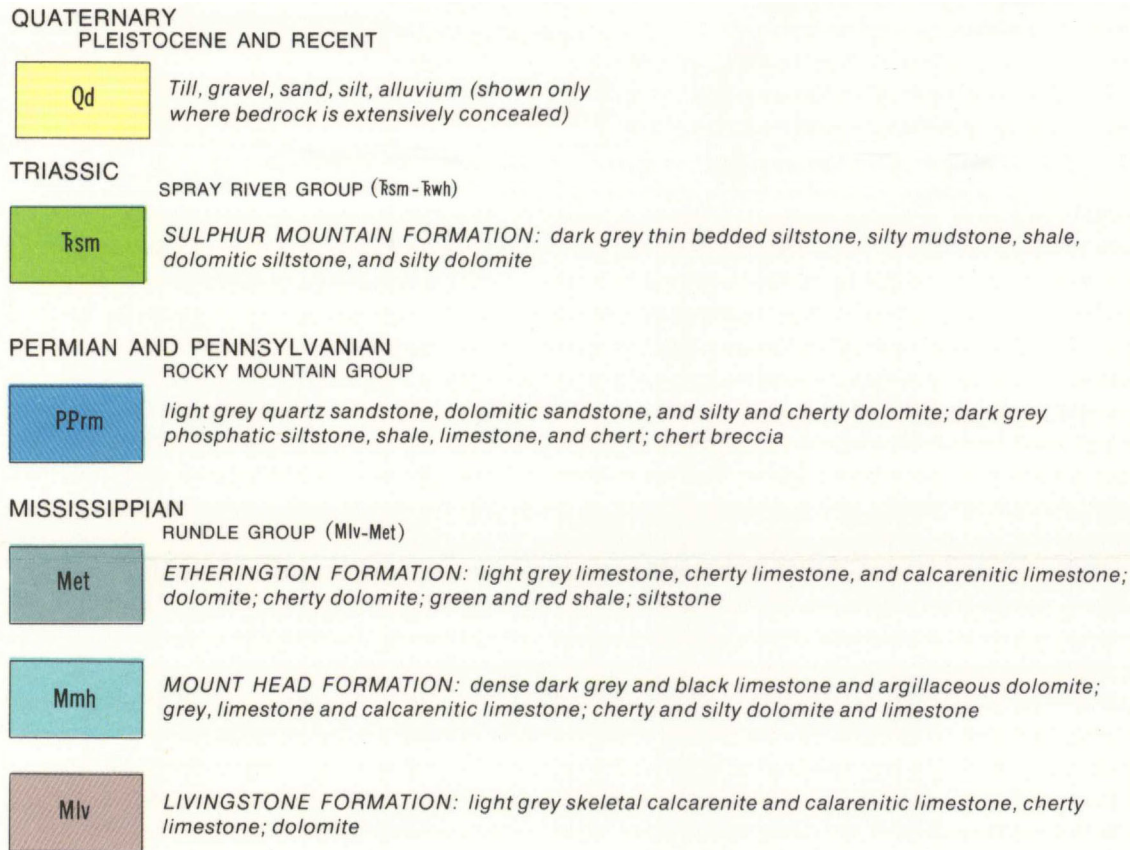 QUATERNARY
PLEISTOCENE AND RECENT
Qd
Till, gravel, sand, silt, alluvium (shown only
where bedrock is extensively concealed)
TRIASSIC
SPRAY RIVER GROUP (Ꞧsm-Ꞧwh)
Ꞧsm
SULPHUR MOUNTAIN FORMATION: dark grey thin bedded siltstone, silty mudstone, shale,
dolomitic siltstone, and silty dolomite
PERMIAN AND PENNSYLVANIAN
ROCKY MOUNTAIN GROUP
PPrm
light grey quartz sandstone, dolomitic sandstone, and silty and cherty dolomite; dark grey
phosphatic siltstone, shale, limestone, and chert; chert breccia
MISSISSIPPIAN
RUNDLE GROUP (Mlv-Met)
Met
ETHERINGTON FORMATION: light grey limestone, cherty limestone, and calcarenitic limestone;
dolomite; cherty dolomite; green and red shale; siltstone
Mmh
MOUNT HEAD FORMATION: dense dark grey and black limestone and argillaceous dolomite;
grey, limestone and calcarenitic limestone; cherty and silty dolomite and limestone
Mlv
LIVINGSTONE FORMATION: light grey skeletal calcarenite and calarenitic limestone, cherty
limestone; dolomite